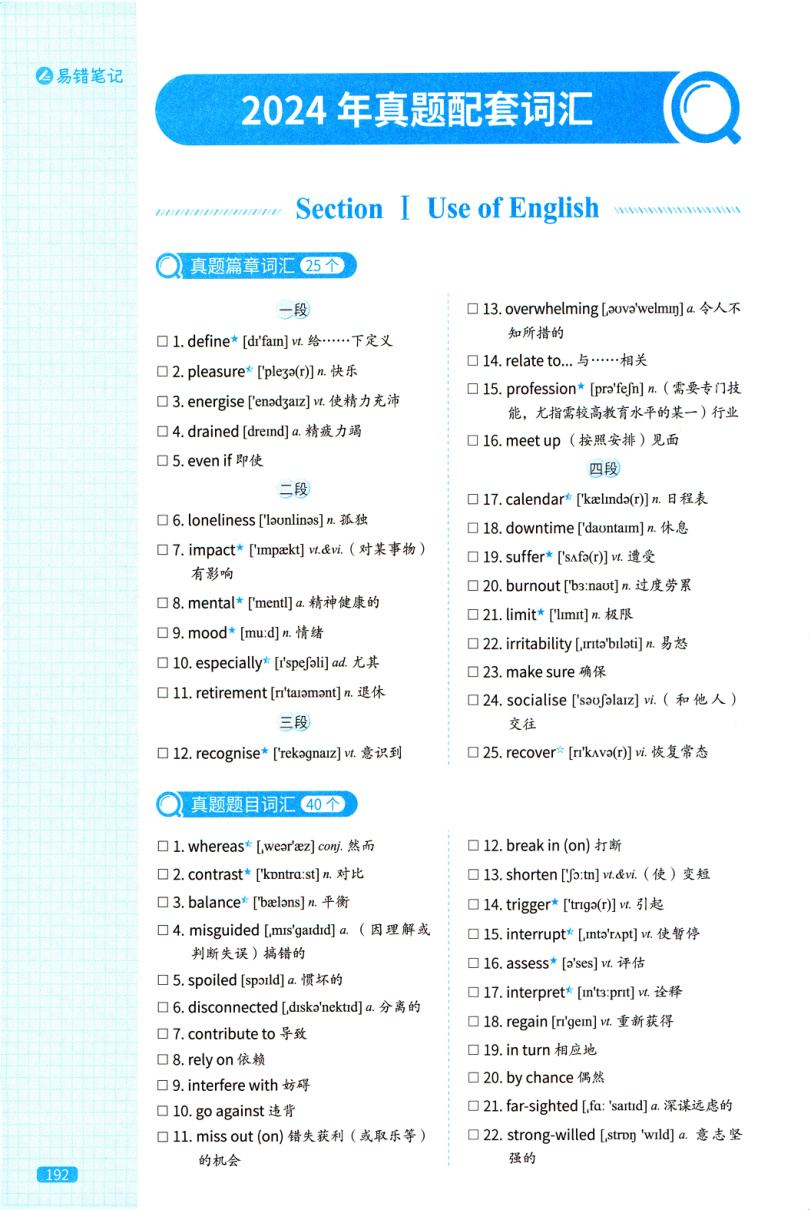 易错笔记
2024 年真题配套词汇
Section Ⅰ Use of English
真题篇章词汇 25 个
一段
□ 1. define★ [dɪ'faɪn] vt. 给……下定义
□ 2. pleasure★ ['pleʒə(r)] n. 快乐
□ 3. energise ['enədʒaɪz] vt. 使精力充沛
□ 4. drained [dreɪnd] a. 精疲力竭
□ 5. even if 即使
二段
□ 6. loneliness ['ləʊnlinəs] n. 孤独
□ 7. impact★ ['ɪmpækt] vt.&vi.（对某事物）
有影响
□ 8. mental★ ['mentl] a. 精神健康的
□ 9. mood★ [muːd] n. 情绪
□ 10. especially★ [ɪ'speʃəli] ad. 尤其
□ 11. retirement [rɪ'taɪəmənt] n. 退休
三段
□ 12. recognise★ ['rekəgnaɪz] vt. 意识到
□ 13. overwhelming [ˌəʊvə'welmɪŋ] a. 令人不
知所措的
□ 14. relate to... 与……相关
□ 15. profession★ [prə'feʃn] n.（需要专门技
能，尤指需较高教育水平的某一）行业
□ 16. meet up （按照安排）见面
四段
□ 17. calendar★ ['kælɪndə(r)] n. 日程表
□ 18. downtime ['daʊntaɪm] n. 休息
□ 19. suffer★ ['sʌfə(r)] vt. 遭受
□ 20. burnout ['bɜːnaʊt] n. 过度劳累
□ 21. limit★ ['lɪmɪt] n. 极限
□ 22. irritability [ˌɪrɪtə'bɪləti] n. 易怒
□ 23. make sure 确保
□ 24. socialise ['səʊʃəlaɪz] vi.（和他人）
交往
□ 25. recover☆ [rɪ'kʌvə(r)] vi. 恢复常态
真题题目词汇 40 个
□ 1. whereas★ [ˌweər'æz] conj. 然而
□ 2. contrast★ ['kɒntrɑːst] n. 对比
□ 3. balance★ ['bæləns] n. 平衡
□ 4. misguided [ˌmɪs'gaɪdɪd] a. （因理解或
判断失误）搞错的
□ 5. spoiled [spɔɪld] a. 惯坏的
□ 6. disconnected [ˌdɪskə'nektɪd] a. 分离的
□ 7. contribute to 导致
□ 8. rely on 依赖
□ 9. interfere with 妨碍
□ 10. go against 违背
□ 11. miss out (on) 错失获利（或取乐等）
的机会
□ 12. break in (on) 打断
□ 13. shorten ['ʃɔːtn] vt.&vi.（使）变短
□ 14. trigger★ ['trɪgə(r)] vt. 引起
□ 15. interrupt★ [ˌɪntə'rʌpt] vt. 使暂停
□ 16. assess★ [ə'ses] vt. 评估
□ 17. interpret★ [ɪn'tɜːprɪt] vt. 诠释
□ 18. regain [rɪ'geɪn] vt. 重新获得
□ 19. in turn 相应地
□ 20. by chance 偶然
□ 21. far-sighted [ˌfɑː 'saɪtɪd] a. 深谋远虑的
□ 22. strong-willed [ˌstrɒŋ 'wɪld] a. 意志坚
强的
192